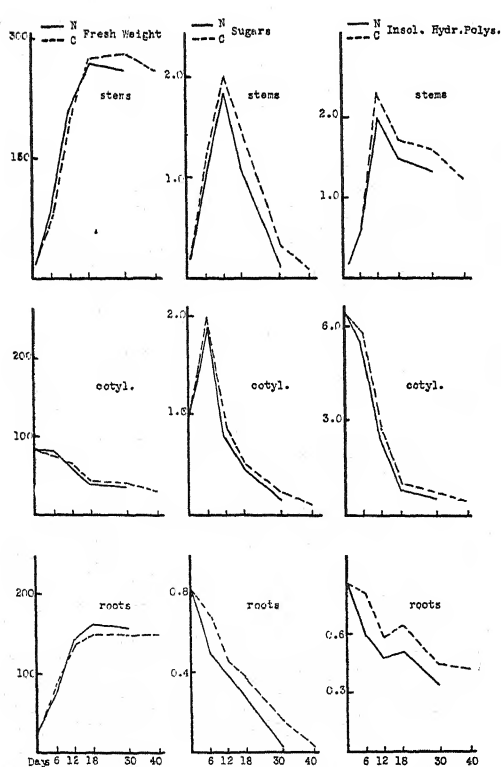 N
C Fresh Weight
N
C Sugars
N
C Insol. Hydr.Polys.
300
150
stems
2.0
1.0
stems
2.0
1.0
stems
200
100
cotyl.
2.0
1.0
cotyl.
6.0
3.0
cotyl.
200
100
roots
0.8
0.4
roots
0.6
0.3
roots
Days 6 12 18 30 40
6 12 18 30 40
6 12 18 30 40